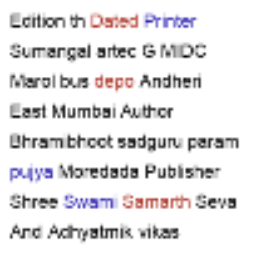 Edition th Dated Printer
Sumangal artec G MIDC
Marol bus depo Andheri
East Mumbai Author
Bhramibhoot sadguru param
pujya Moredada Publisher
Shree Swami Samarth Seva
And Adhyatmik vikas